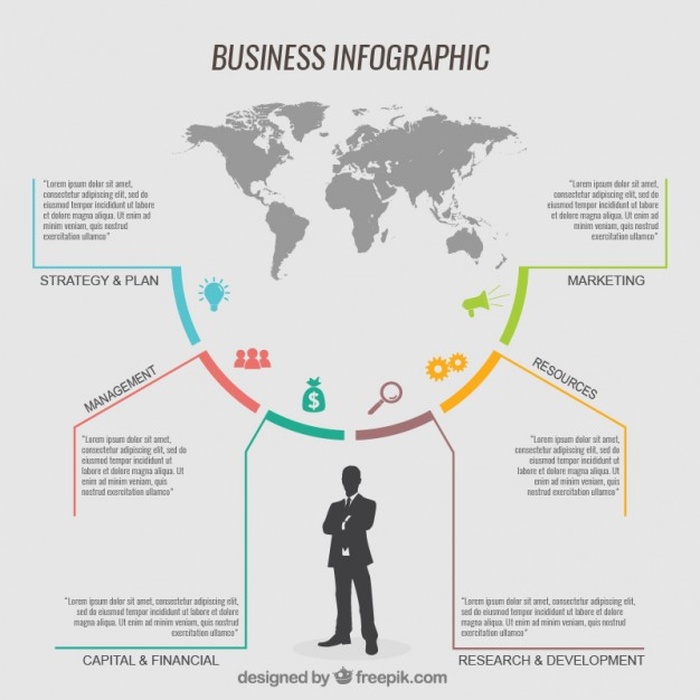 BUSINESS INFOGRAPHIC
"Lorem ipsum dolor sit amet,
consectetur adipiscing elit, sed do
eiusmod tempor incididunt ut labore
et dolore magna aliqua. Ut enim ad
minim veniam, quis nostrud
exercitation ullamco"
STRATEGY & PLAN
"Lorem ipsum dolor sit amet,
consectetur adipiscing elit, sed do
eiusmod tempor incididunt ut labore
et dolore magna aliqua. Ut enim ad
minim veniam, quis nostrud
exercitation ullamco"
MARKETING
MANAGEMENT
"Lorem ipsum dolor sit amet,
consectetur adipiscing elit, sed
do eiusmod tempor incididunt
ut labore et dolore magna
aliqua. Ut enim ad minim
veniam, quis nostrud
exercitation ullamco"
$
RESOURCES
"Lorem ipsum dolor sit amet,
consectetur adipiscing elit, sed
do eiusmod tempor incididunt
ut labore et dolore magna aliqua. Ut
enim ad minim veniam, quis
nostrud exercitation ullamco"
"Lorem ipsum dolor sit amet, consectetur adipiscing elit,
sed do eiusmod tempor incididunt ut labore et dolore
magna aliqua. Ut enim ad minim veniam, quis nostrud
exercitation ullamco"
CAPITAL & FINANCIAL
"Lorem ipsum dolor sit amet, consectetur adipiscing elit,
sed do eiusmod tempor incididunt ut labore et dolore
magna aliqua. Ut enim ad minim veniam, quis nostrud
exercitation ullamco"
RESEARCH & DEVELOPMENT
designed by freepik.com